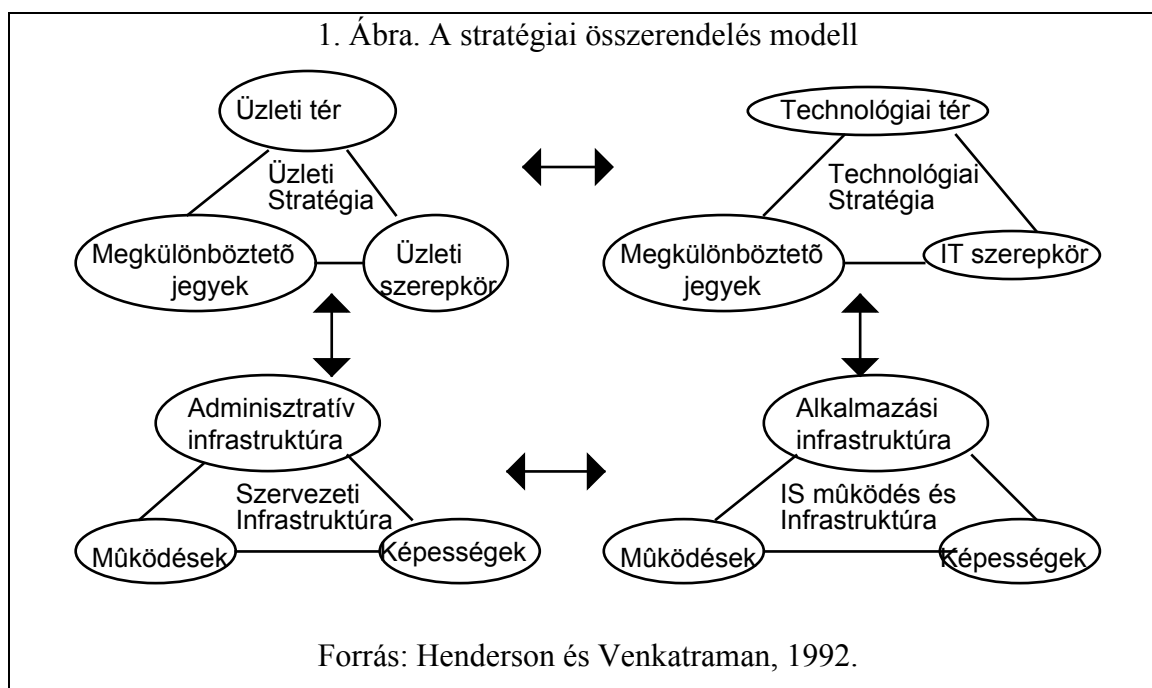 1. Ábra. A stratégiai összerendelés modell
Üzleti tér
Üzleti
Stratégia
Megkülönböztetõ
jegyek
Üzleti
szerepkör
Technológiai tér
Technológiai
Stratégia
Megkülönböztetõ
jegyek
IT szerepkör
Adminisztratív
infrastruktúra
Szervezeti
Infrastruktúra
Mûködések
Képességek
Alkalmazási
infrastruktúra
IS mûködés és
Infrastruktúra
Mûködések
Képességek
Forrás: Henderson és Venkatraman, 1992.